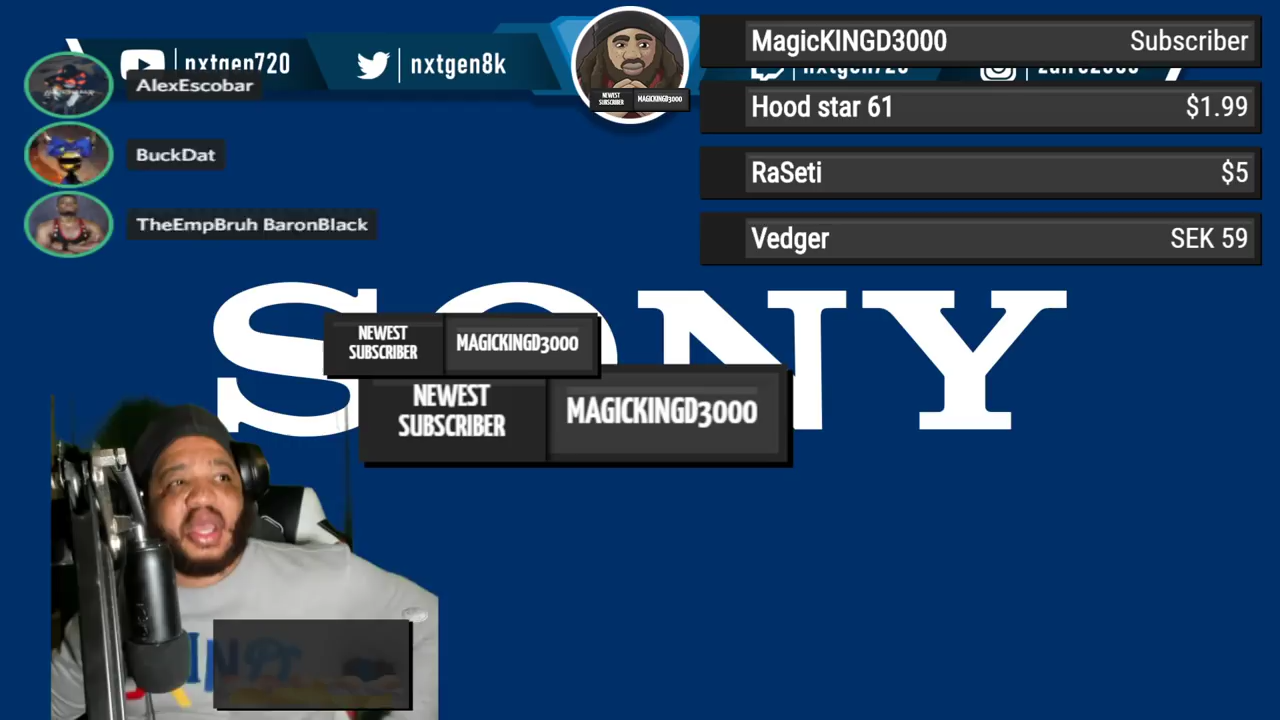 nxtgen720
nxtgen8k
MagicKINGD3000 Subscriber
NEWEST
SUBSCRIBER
MAGICKINGD3000
AlexEscobar
Hood star 61 $1.99
BuckDat
RaSeti $5
TheEmpBruh BaronBlack
Vedger SEK 59
SONY
NEWEST
SUBSCRIBER
MAGICKINGD3000
NEWEST
SUBSCRIBER
MAGICKINGD3000